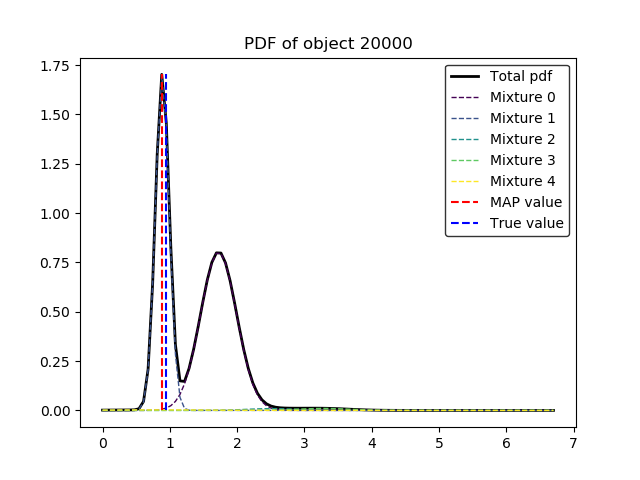 PDF of object 20000
1.75
1.50
1.25
1.00
0.75
0.50
0.25
0.00
0 1 2 3 4 5 6 7
Total pdf
Mixture 0
Mixture 1
Mixture 2
Mixture 3
Mixture 4
MAP value
True value